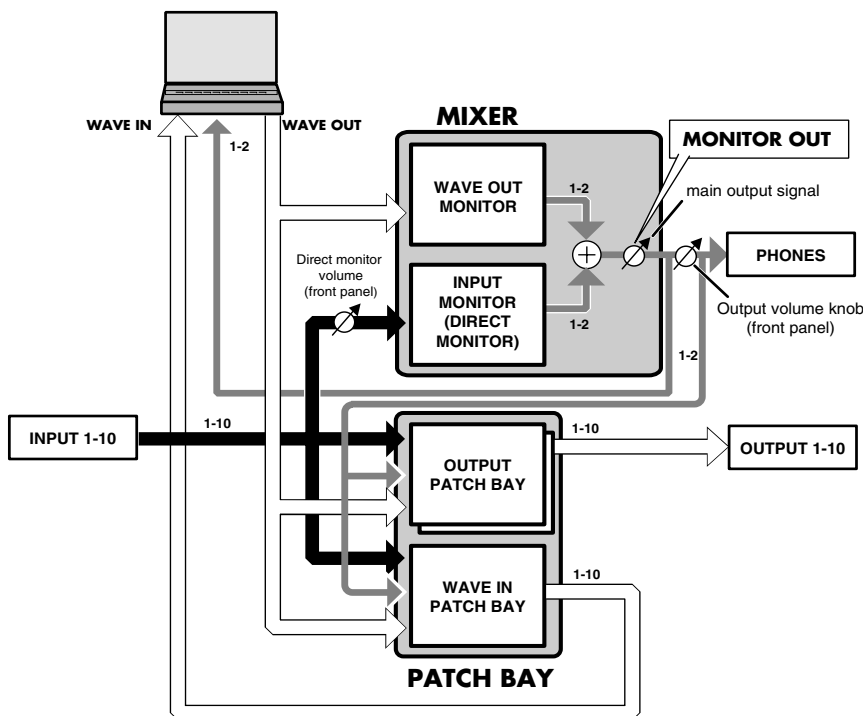 MIXER
WAVE IN
WAVE OUT
1-2
MONITOR OUT
WAVE OUT
MONITOR
1-2
main output signal
PHONES
Direct monitor
volume
(front panel)
INPUT
MONITOR
(DIRECT
MONITOR)
1-2
Output volume knob
(front panel)
1-2
INPUT 1-10
1-10
OUTPUT
PATCH BAY
1-10
OUTPUT 1-10
WAVE IN
PATCH BAY
1-10
PATCH BAY